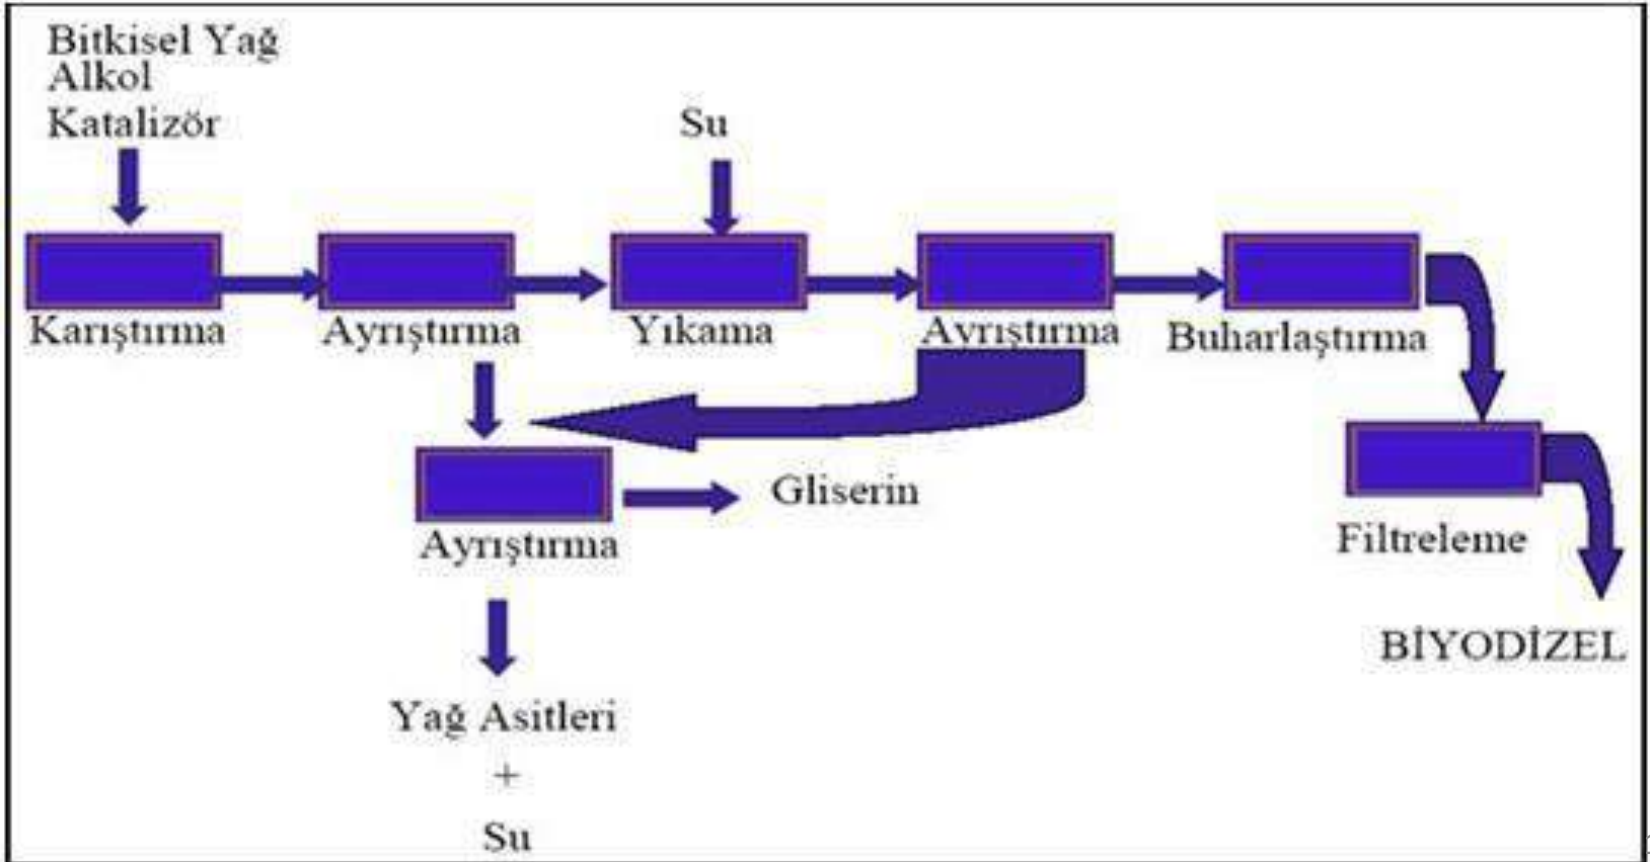 Bitkisel Yağ
Alkol
Katalizör
Su
Karıştırma
Ayrıştırma
Yıkama
Ayrıştırma
Buharlaştırma
Gliserin
Ayrıştırma
Filtreleme
BİYODİZEL
Yağ Asitleri
+
Su